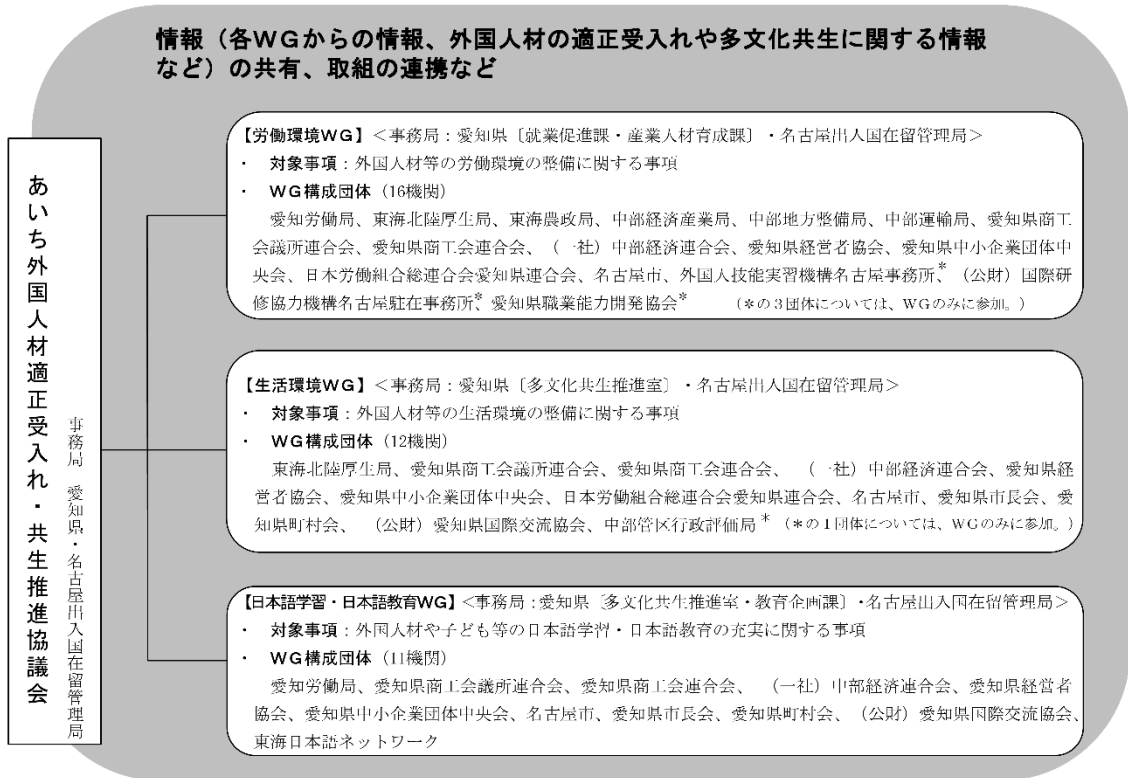 情報（各ＷＧからの情報、外国人材の適正受入れや多文化共生に関する情報
など）の共有、取組の連携など
あいち外国人材適正受入れ・共生推進協議会
事務局　愛知県・名古屋出入国在留管理局
【労働環境ＷＧ】＜事務局：愛知県〔就業促進課・産業人材育成課〕・名古屋出入国在留管理局＞
・　対象事項：外国人材等の労働環境の整備に関する事項
・　ＷＧ構成団体（16機関）
愛知労働局、東海北陸厚生局、東海農政局、中部経済産業局、中部地方整備局、中部運輸局、愛知県商工
会議所連合会、愛知県商工会連合会、（一社）中部経済連合会、愛知県経営者協会、愛知県中小企業団体中
央会、日本労働組合総連合会愛知県連合会、名古屋市、外国人技能実習機構名古屋事務所、*（公財）国際研
修協力機構名古屋駐在事務所* 愛知県職業能力開発協会*　（＊の３団体については、ＷＧのみに参加。）
【生活環境ＷＧ】＜事務局：愛知県〔多文化共生推進室〕・名古屋出入国在留管理局＞
・　対象事項：外国人材等の生活環境の整備に関する事項
・　ＷＧ構成団体（12機関）
東海北陸厚生局、愛知県商工会議所連合会、愛知県商工会連合会、（一社）中部経済連合会、愛知県経
営者協会、愛知県中小企業団体中央会、日本労働組合総連合会愛知県連合会、名古屋市、愛知県市長会、愛
知県町村会、（公財）愛知県国際交流協会、中部管区行政評価局*（＊の１団体については、ＷＧのみに参加。）
【日本語学習・日本語教育ＷＧ】＜事務局：愛知県〔多文化共生推進室・教育企画課〕・名古屋出入国在留管理局＞
・　対象事項：外国人材や子ども等の日本語学習・日本語教育の充実に関する事項
・　ＷＧ構成団体（11機関）
愛知労働局、愛知県商工会議所連合会、愛知県商工会連合会、（一社）中部経済連合会、愛知県経営者
協会、愛知県中小企業団体中央会、名古屋市、愛知県市長会、愛知県町村会、（公財）愛知県国際交流協会、
東海日本語ネットワーク